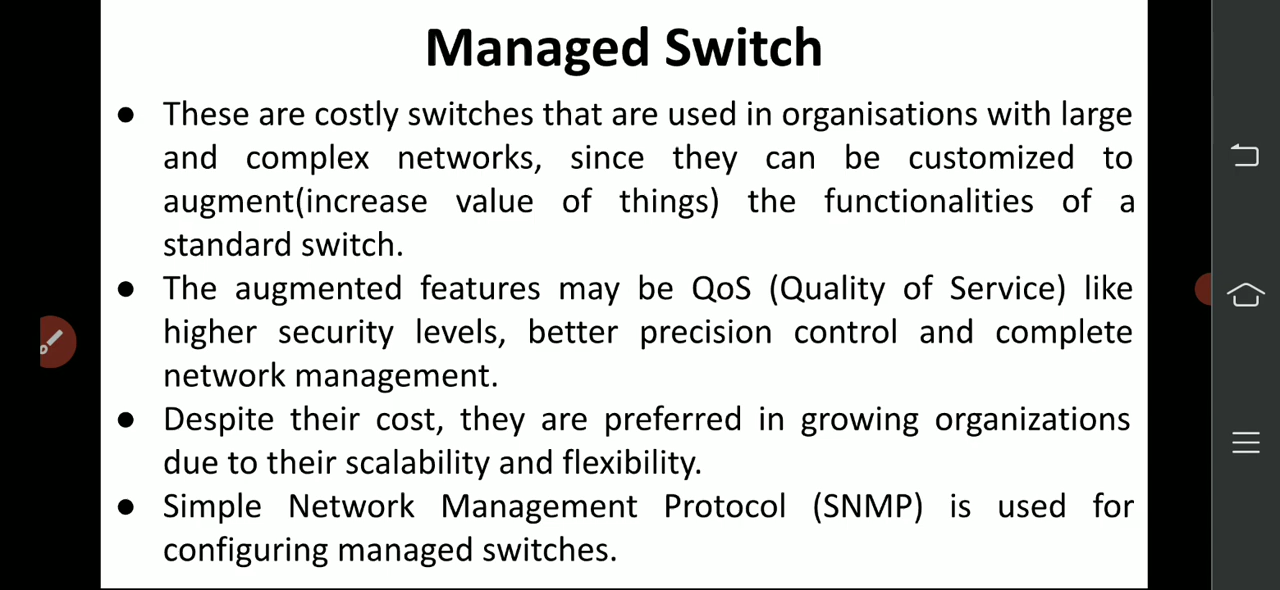 Managed Switch
● These are costly switches that are used in organisations with large
and complex networks, since they can be customized to
augment(increase value of things) the functionalities of a
standard switch.
● The augmented features may be QoS (Quality of Service) like
higher security levels, better precision control and complete
network management.
● Despite their cost, they are preferred in growing organizations
due to their scalability and flexibility.
● Simple Network Management Protocol (SNMP) is used for
configuring managed switches.